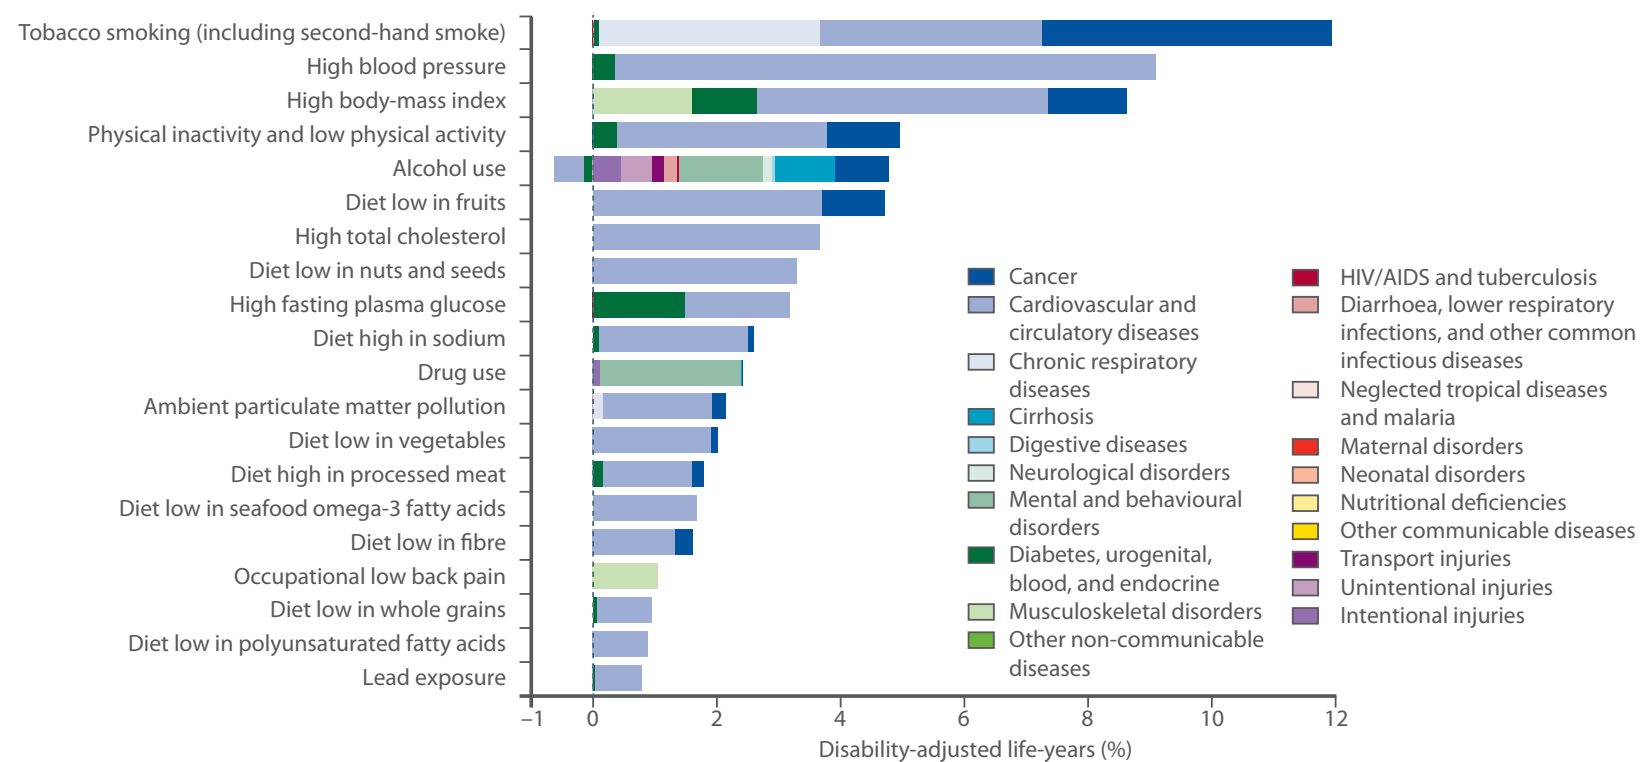 Tobacco smoking (including second-hand smoke)
High blood pressure
High body-mass index
Physical inactivity and low physical activity
Alcohol use
Diet low in fruits
High total cholesterol
Diet low in nuts and seeds
High fasting plasma glucose
Diet high in sodium
Drug use
Ambient particulate matter pollution
Diet low in vegetables
Diet high in processed meat
Diet low in seafood omega-3 fatty acids
Diet low in fibre
Occupational low back pain
Diet low in whole grains
Diet low in polyunsaturated fatty acids
Lead exposure
Cancer
Cardiovascular and
circulatory diseases
Chronic respiratory
diseases
Cirrhosis
Digestive diseases
Neurological disorders
Mental and behavioural
disorders
Diabetes, urogenital,
blood, and endocrine
Musculoskeletal disorders
Other non-communicable
diseases
HIV/AIDS and tuberculosis
Diarrhoea, lower respiratory
infections, and other common
infectious diseases
Neglected tropical diseases
and malaria
Maternal disorders
Neonatal disorders
Nutritional deficiencies
Other communicable diseases
Transport injuries
Unintentional injuries
Intentional injuries
–1 0 2 4 6 8 10 12
Disability-adjusted life-years (%)